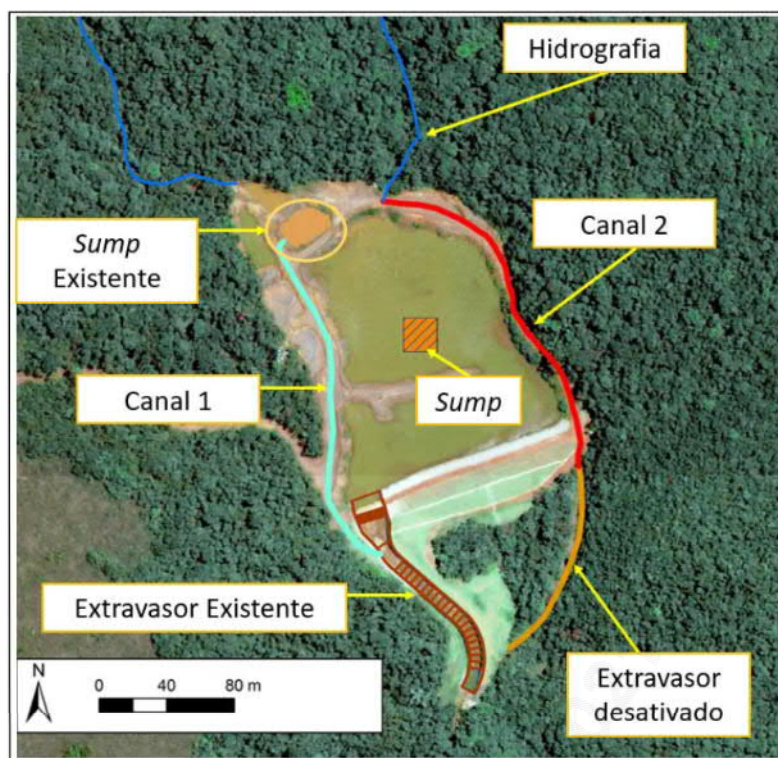 Hidrografia
Sump
Existente
Canal 2
Canal 1
Sump
Extravasor Existente
Extravasor
desativado
N
0 40 80 m